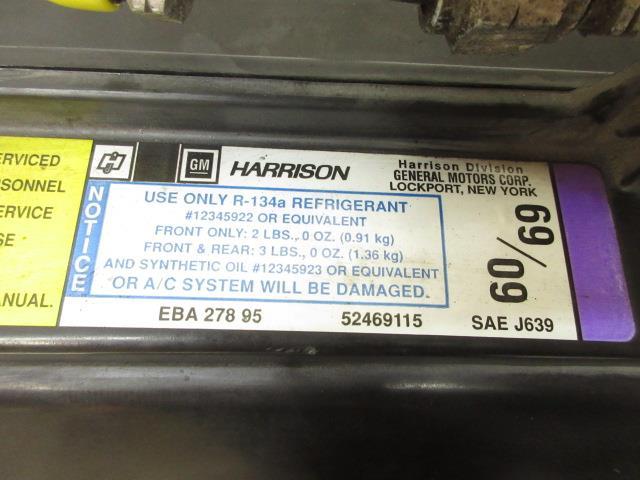 ERVICED
RSONNEL
ERVICE
SE
MANUAL.
GM HARRISON
Harrison Division
GENERAL MOTORS CORP.
LOCKPORT, NEW YORK
NOTICE
USE ONLY R-134a REFRIGERANT
#12345922 OR EQUIVALENT
FRONT ONLY: 2 LBS., 0 OZ. (0.91 kg)
FRONT & REAR: 3 LBS., 0 OZ. (1.36 kg)
AND SYNTHETIC OIL #12345923 OR EQUIVALENT
OR A/C SYSTEM WILL BE DAMAGED.
60/69
EBA 278 95 52469115 SAE J639